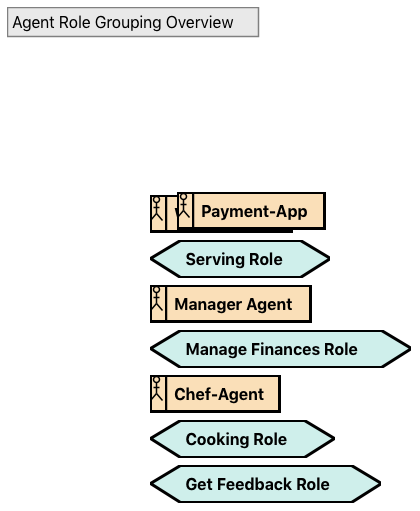 Agent Role Grouping Overview
Payment-App
Serving Role
Manager Agent
Manage Finances Role
Chef-Agent
Cooking Role
Get Feedback Role